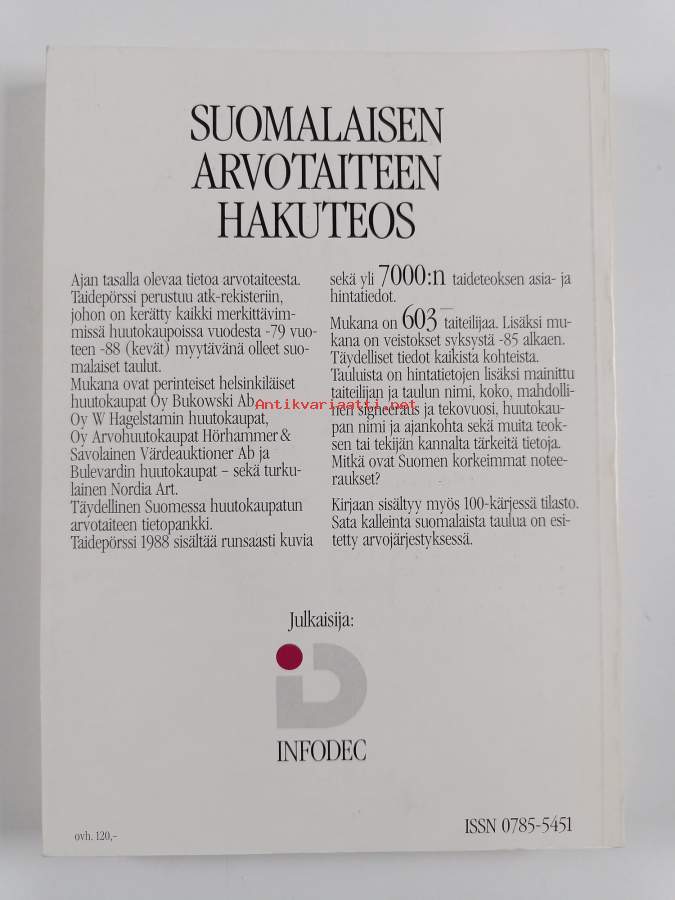 SUOMALAISEN
ARVOTAITEEN
HAKUTEOS
Ajan tasalla olevaa tietoa arvotaiteesta.
Taidepörssi perustuu atk-rekisteriin,
johon on kerätty kaikki merkittävim-
missä huutokaupoissa vuodesta -79 vuo-
teen -88 (kevät) myytävänä olleet suo-
malaiset taulut.
Mukana ovat perinteiset helsinkiläiset
huutokaupat Oy Bukowski Ab,
Oy W Hagelstamin huutokaupat,
Oy Arvohuutokaupat Hörhammer &
Savolainen Värdeauktioner Ab ja
Bulevardin huutokaupat – sekä turku-
lainen Nordia Art.
Täydellinen Suomessa huutokaupatun
arvotaiteen tietopankki.
Taidepörssi 1988 sisältää runsaasti kuvia
sekä yli 7000:n taideteoksen asia- ja
hintatiedot.
Mukana on 603 taiteilijaa. Lisäksi mu-
kana on veistokset syksystä -85 alkaen.
Täydelliset tiedot kaikista kohteista.
Tauluista on hintatietojen lisäksi mainittu
taiteilijan ja taulun nimi, koko, mahdolli-
nen signeeraus ja tekovuosi, huutokau-
pan nimi ja ajankohta sekä muita teok-
sen tai tekijän kannalta tärkeitä tietoja.
Mitkä ovat Suomen korkeimmat notee-
raukset?
Kirjaan sisältyy myös 100-kärjessä tilasto.
Sata kalleinta suomalaista taulua on esi-
tetty arvojärjestyksessä.
Antikvariaatti.net
Julkaisija:
iD
INFODEC
ovh. 120,-
ISSN 0785-5451